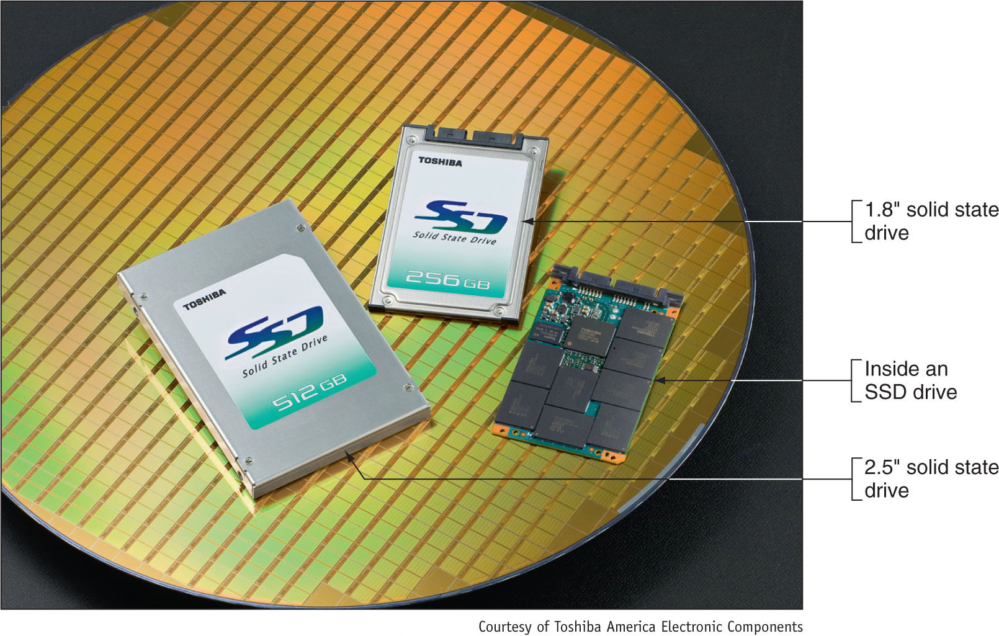 TOSHIBA
SSD
Solid State Drive
256GB
1.8" solid state
drive
TOSHIBA
SSD
Solid State Drive
512GB
TOSHIBA
Inside an
SSD drive
2.5" solid state
drive
Courtesy of Toshiba America Electronic Components